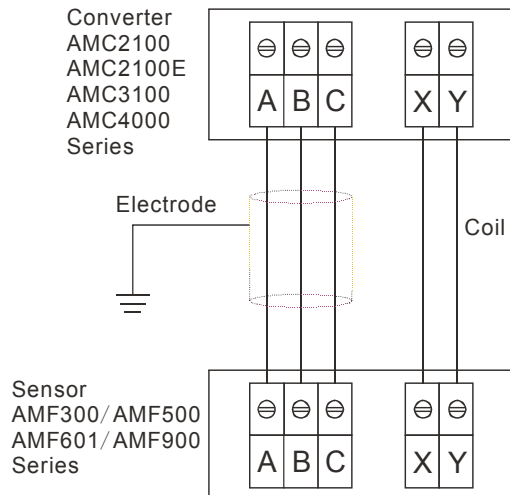 Converter
AMC2100
AMC2100E
AMC3100
AMC4000
Series
A B C X Y
Electrode
Coil
Sensor
AMF300/AMF500
AMF601/AMF900
Series
A B C X Y